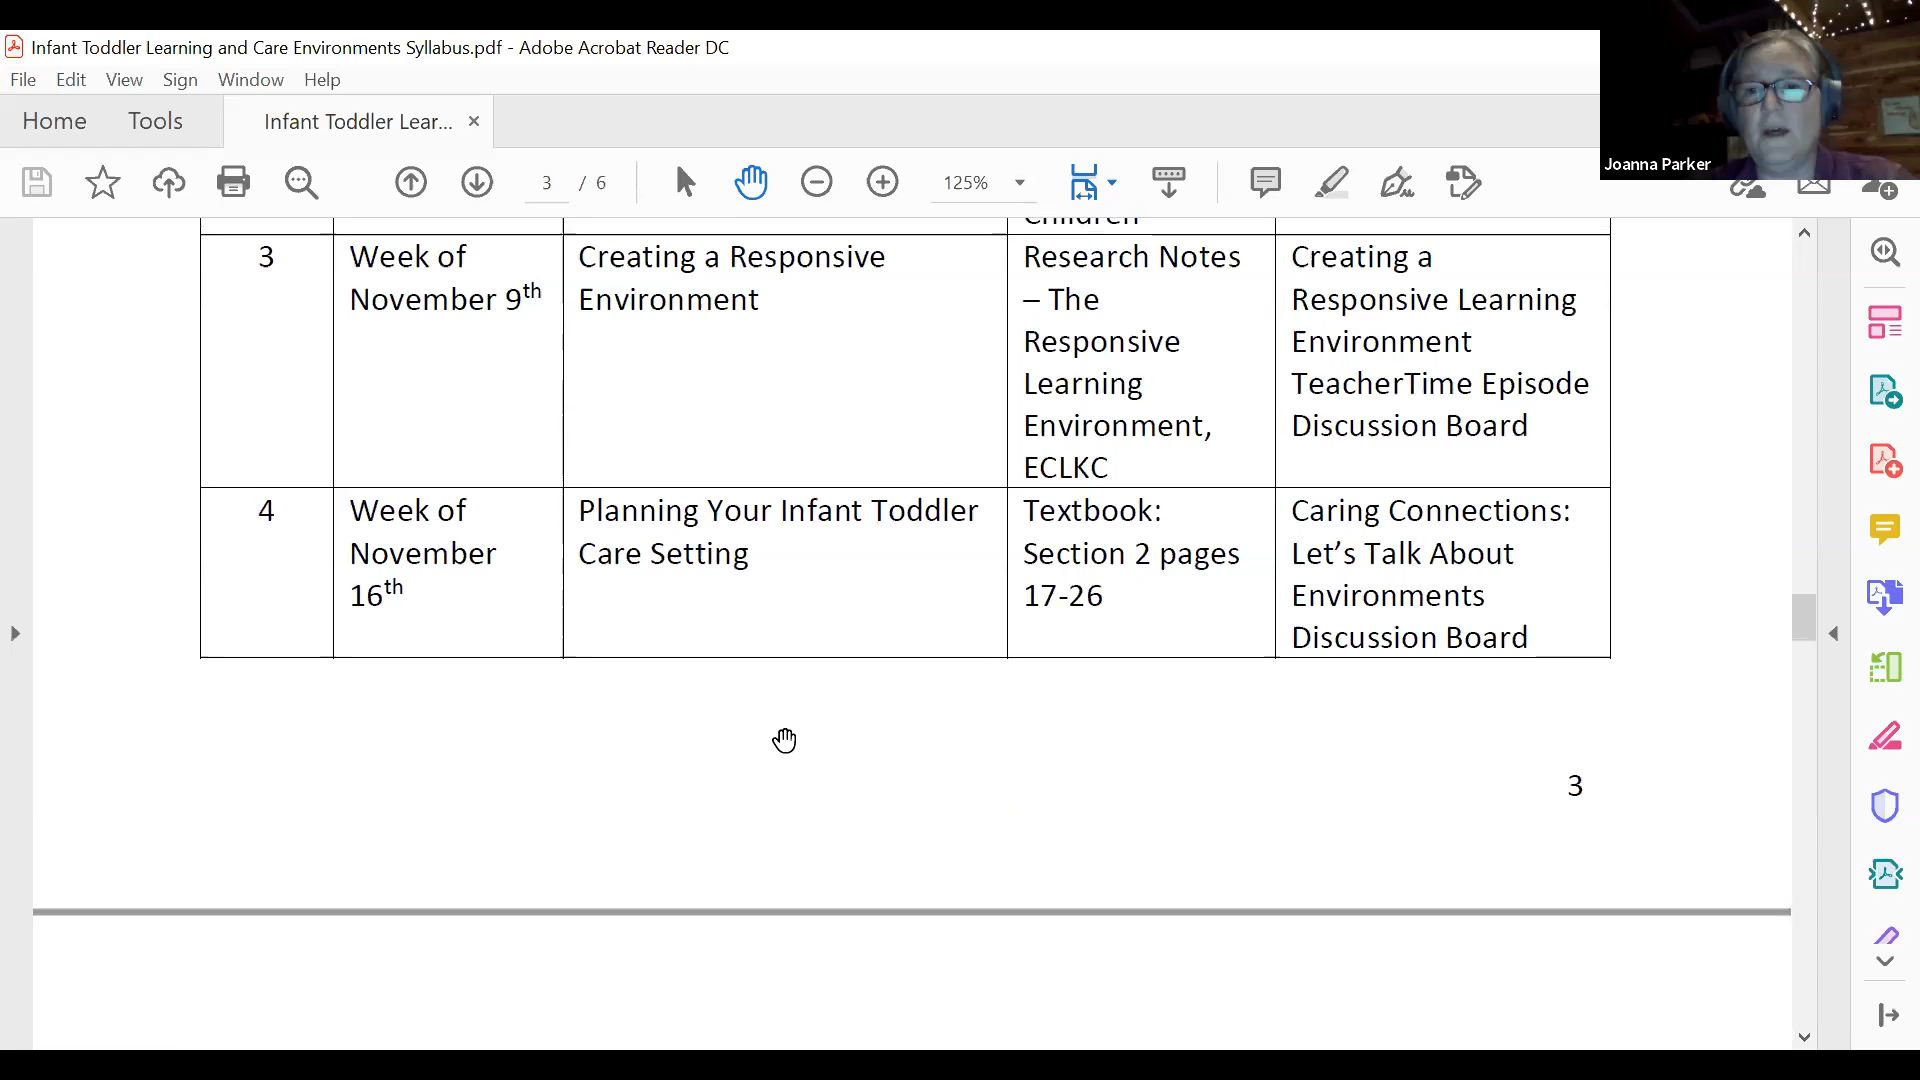 Infant Toddler Learning and Care Environments Syllabus.pdf - Adobe Acrobat Reader DC
File Edit View Sign Window Help
Home Tools Infant Toddler Lear... ×
3 / 6 125%
Joanna Parker
Children
3
Week of
November 9th
Creating a Responsive
Environment
Research Notes
– The
Responsive
Learning
Environment,
ECLKC
Creating a
Responsive Learning
Environment
TeacherTime Episode
Discussion Board
4
Week of
November
16th
Planning Your Infant Toddler
Care Setting
Textbook:
Section 2 pages
17-26
Caring Connections:
Let’s Talk About
Environments
Discussion Board
3